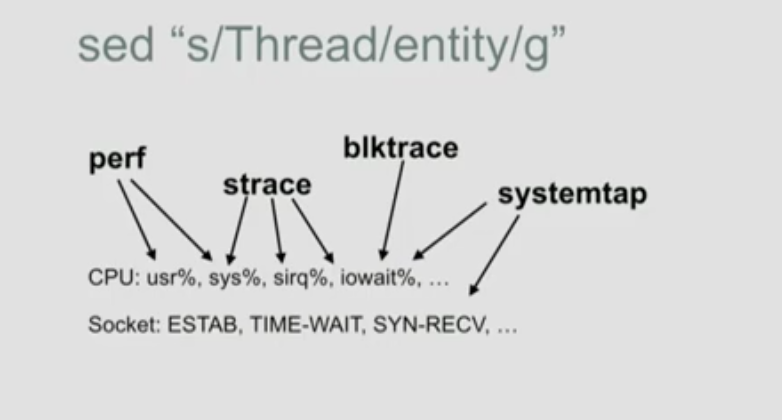 sed “s/Thread/entity/g”
perf
blktrace
strace
systemtap
CPU: usr%, sys%, sirq%, iowait%, ...
Socket: ESTAB, TIME-WAIT, SYN-RECV, ...